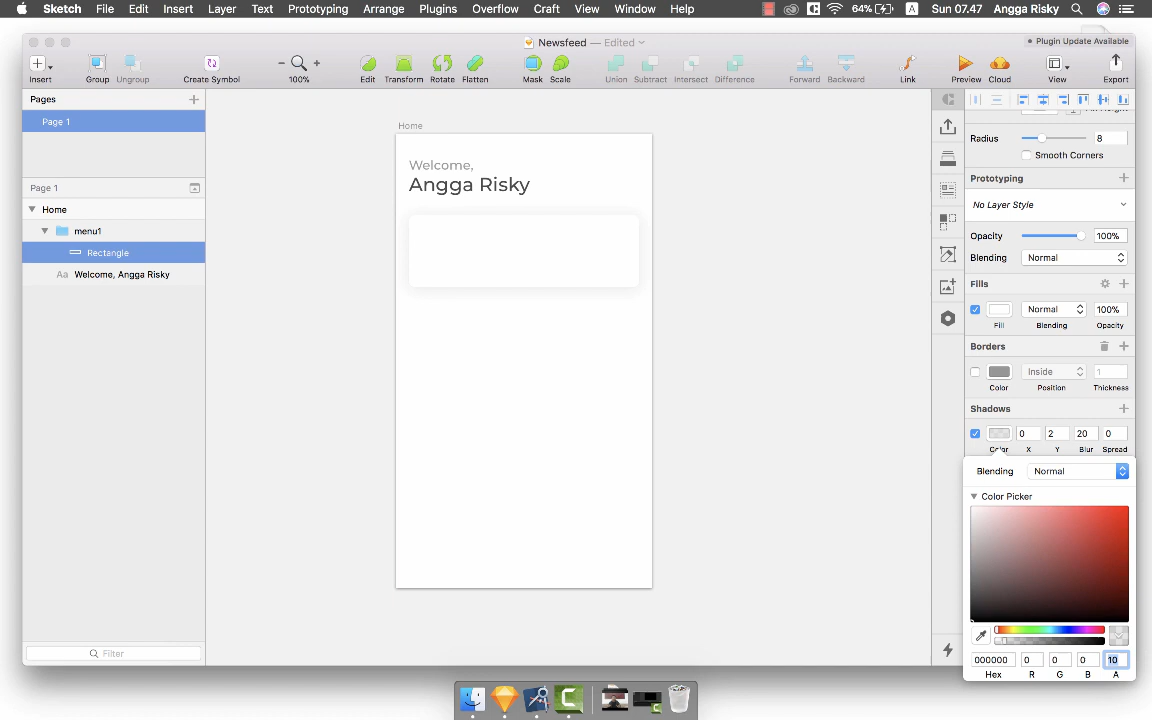 Sketch File Edit Insert Layer Text Prototyping Arrange Plugins Overflow Craft View Window Help 64% A Sun 07.47 Angga Risky
Newsfeed — Edited
Plugin Update Available
Insert Group Ungroup Create Symbol 100% Edit Transform Rotate Flatten Mask Scale Union Subtract Intersect Difference Forward Backward Link Preview Cloud View Export
Pages
Page 1
Page 1
Home
menu1
Rectangle
Aa Welcome, Angga Risky
Filter
Home
Welcome,
Angga Risky
Radius 8
Smooth Corners
Prototyping
No Layer Style
Opacity 100%
Blending Normal
Fills
Normal 100%
Fill Blending Opacity
Borders
Inside 1
Color Position Thickness
Shadows
0 2 20 0
Color X Y Blur Spread
Blending Normal
Color Picker
000000 0 0 0 10
Hex R G B A